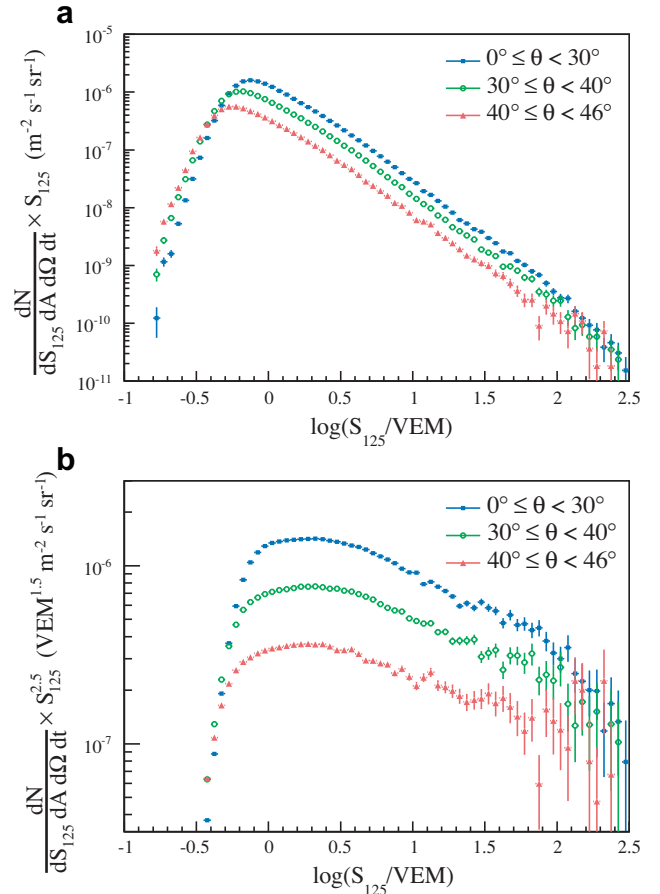 a
10⁻⁵
10⁻⁶
10⁻⁷
10⁻⁸
10⁻⁹
10⁻¹⁰
10⁻¹¹
dN
dS₁₂₅ dA dΩ dt
× S₁₂₅ (m⁻² s⁻¹ sr⁻¹)
0° ≤ θ < 30°
30° ≤ θ < 40°
40° ≤ θ < 46°
-1 -0.5 0 0.5 1 1.5 2 2.5
log(S₁₂₅/VEM)
b
10⁻⁶
10⁻⁷
dN
dS₁₂₅ dA dΩ dt
× S₁₂₅²·⁵ (VEM¹·⁵ m⁻² s⁻¹ sr⁻¹)
0° ≤ θ < 30°
30° ≤ θ < 40°
40° ≤ θ < 46°
-1 -0.5 0 0.5 1 1.5 2 2.5
log(S₁₂₅/VEM)